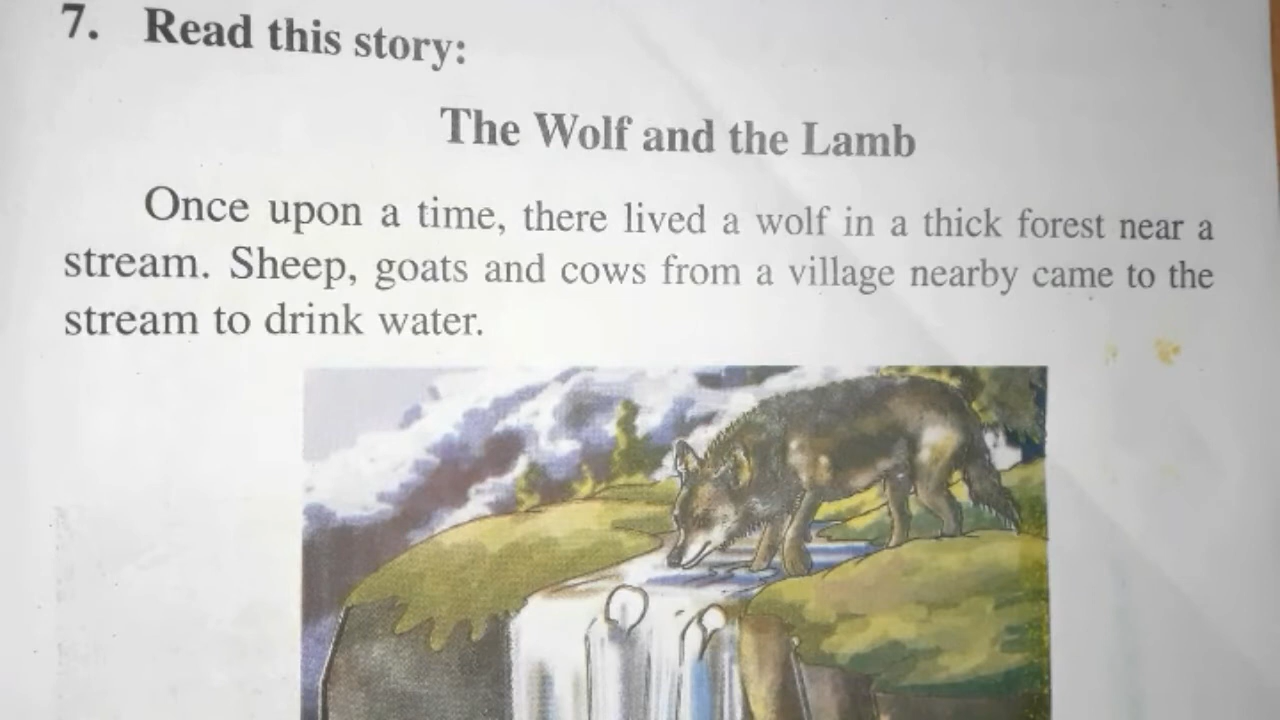 7. Read this story:
The Wolf and the Lamb
Once upon a time, there lived a wolf in a thick forest near a
stream. Sheep, goats and cows from a village nearby came to the
stream to drink water.